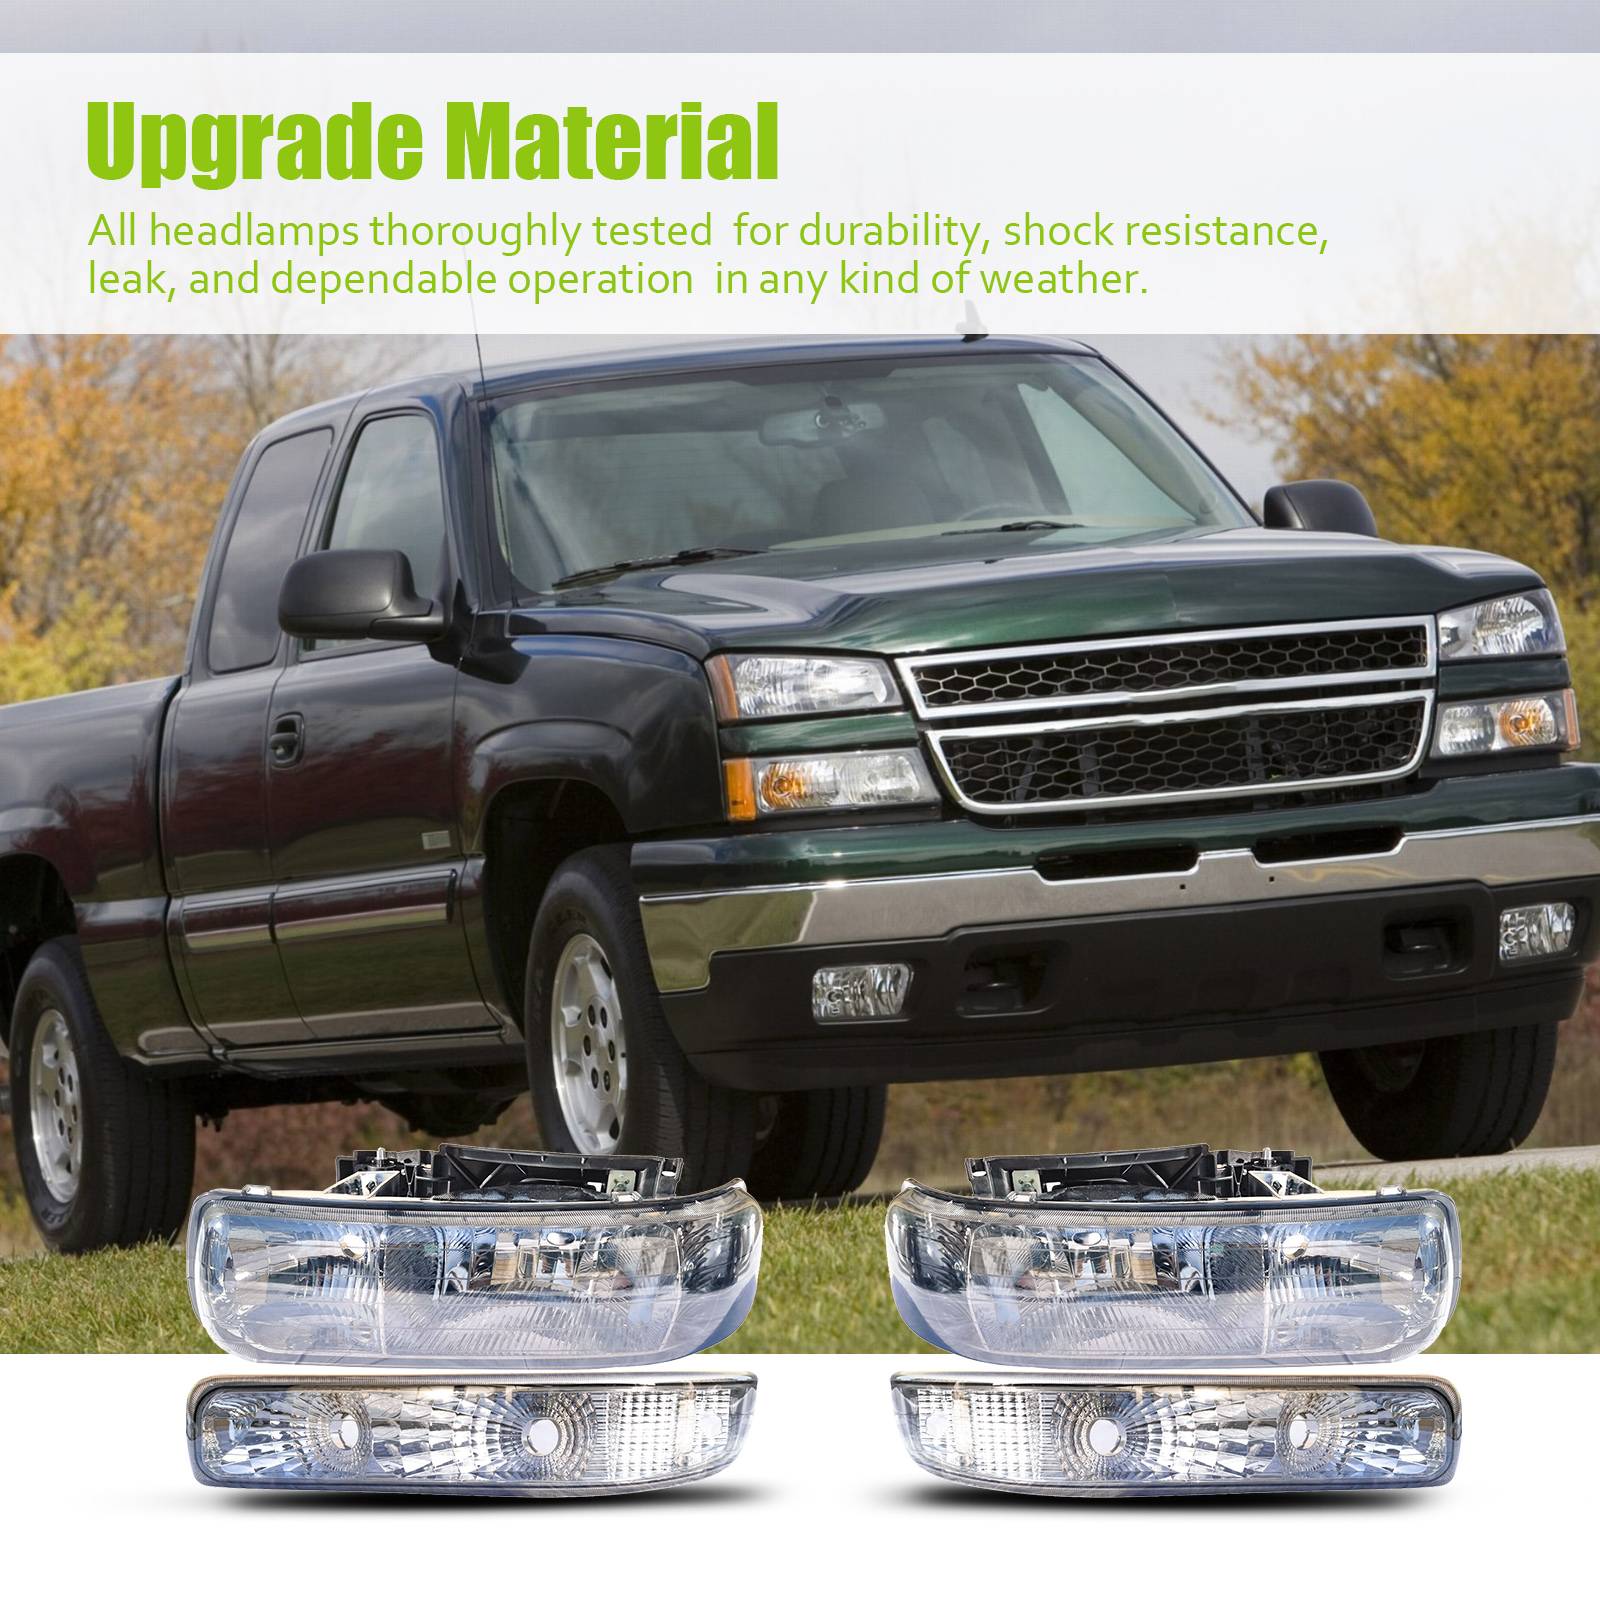 Upgrade Material
All headlamps thoroughly tested  for durability, shock resistance,
leak, and dependable operation  in any kind of weather.